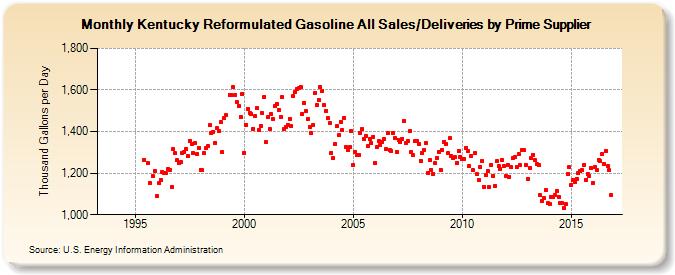 Monthly Kentucky Reformulated Gasoline All Sales/Deliveries by Prime Supplier
Thousand Gallons per Day
1,800
1,600
1,400
1,200
1,000
1995 2000 2005 2010 2015
Source: U.S. Energy Information Administration